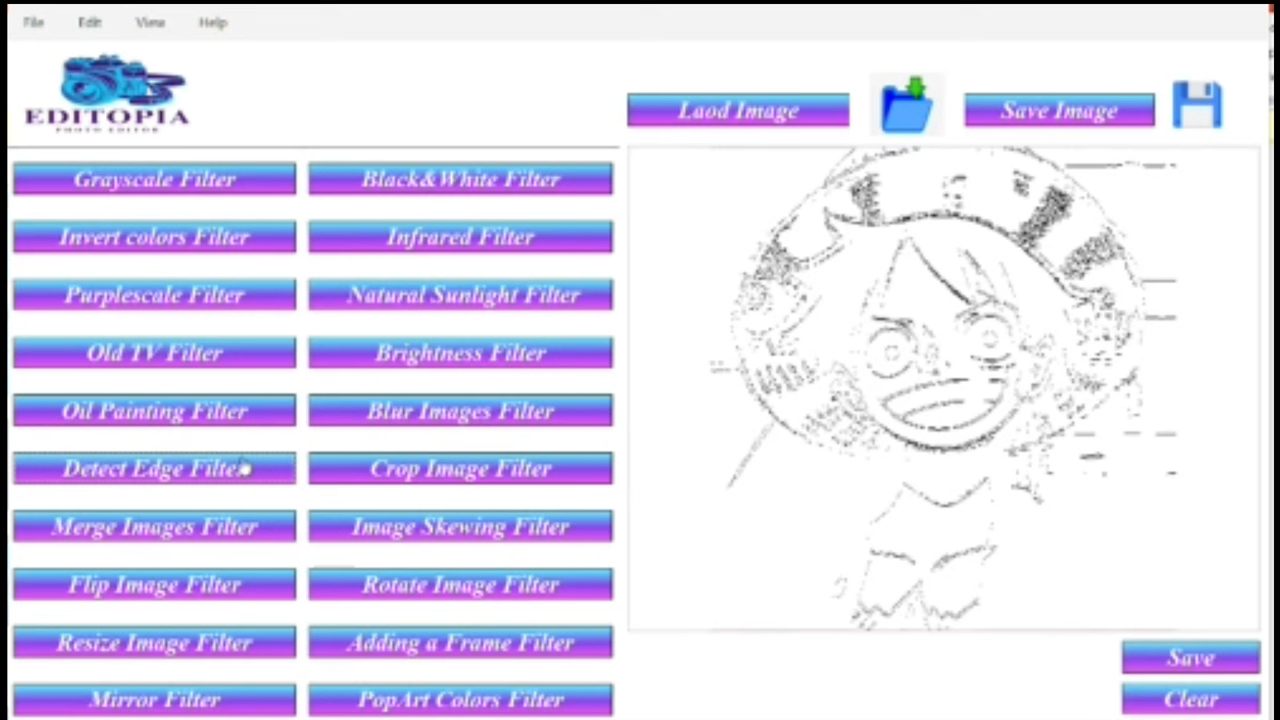 File Edit View Help
EDITOPIA
PHOTO EDITOR
Laod Image
Save Image
Grayscale Filter
Black&White Filter
Invert colors Filter
Infrared Filter
Purplescale Filter
Natural Sunlight Filter
Old TV Filter
Brightness Filter
Oil Painting Filter
Blur Images Filter
Detect Edge Filter
Crop Image Filter
Merge Images Filter
Image Skewing Filter
Flip Image Filter
Rotate Image Filter
Resize Image Filter
Adding a Frame Filter
Mirror Filter
PopArt Colors Filter
Save
Clear